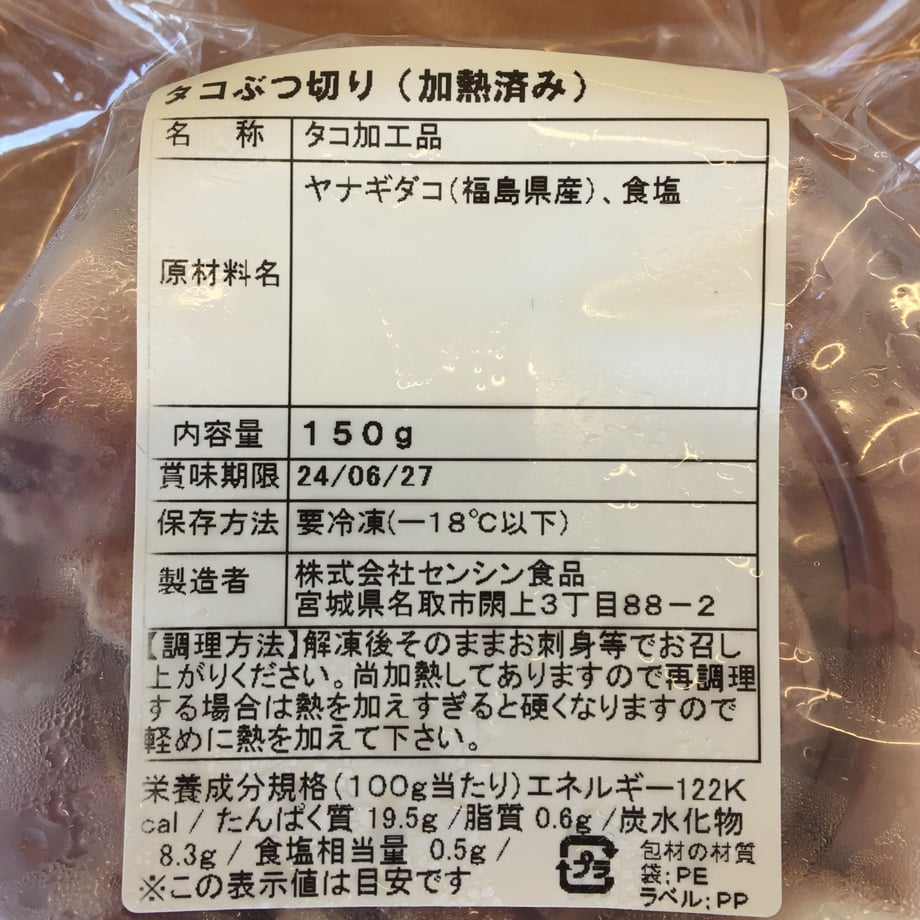 タコぶつ切り（加熱済み）
名　称　タコ加工品
原材料名　ヤナギダコ(福島県産)、食塩
内容量　１５０ｇ
賞味期限　24/06/27
保存方法　要冷凍(－18℃以下)
製造者　株式会社センシン食品
宮城県名取市閖上３丁目８８－２
【調理方法】解凍後そのままお刺身等でお召し
上がりください。尚加熱してありますので再調理
する場合は熱を加えすぎると硬くなりますので
軽めに熱を加えて下さい。
栄養成分規格(100g当たり)エネルギー122K
cal / たんぱく質 19.5g /脂質 0.6g /炭水化物
8.3g / 食塩相当量 0.5g /
※この表示値は目安です
プラ
包材の材質
袋:PE
ラベル:PP